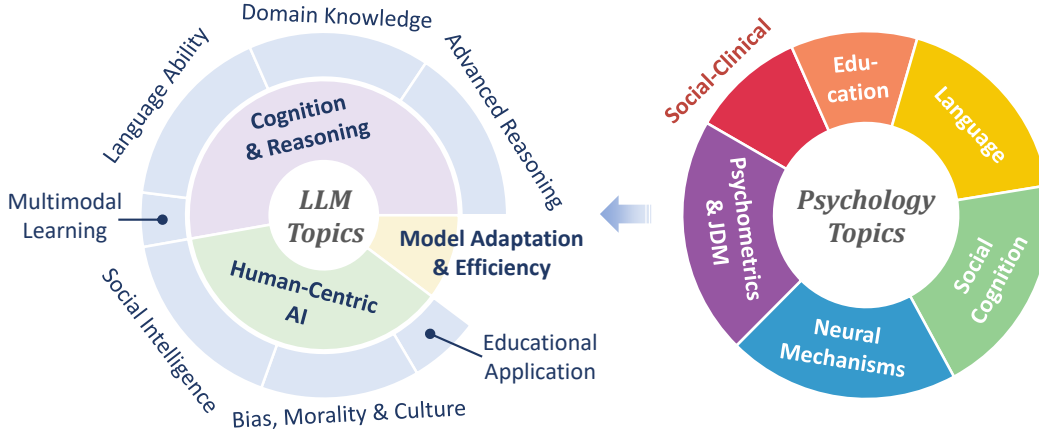 Domain Knowledge
Language Ability
Advanced Reasoning
Cognition
& Reasoning
LLM
Topics
Multimodal
Learning
Model Adaptation
& Efficiency
Human-Centric
AI
Social Intelligence
Educational
Application
Bias, Morality & Culture
Social-Clinical
Edu-
cation
Language
Psychometrics
& JDM
Psychology
Topics
Social
Cognition
Neural
Mechanisms